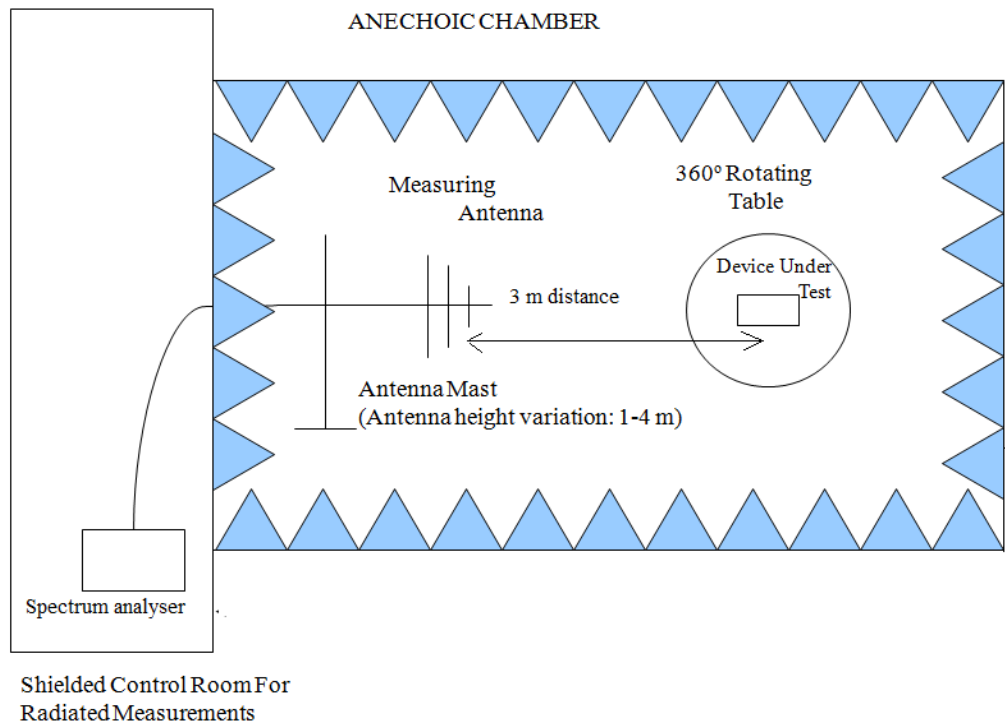 ANECHOIC CHAMBER
Measuring
Antenna
360º Rotating
Table
Device Under
Test
3 m distance
Antenna Mast
(Antenna height variation: 1-4 m)
Spectrum analyser
Shielded Control Room For
Radiated Measurements